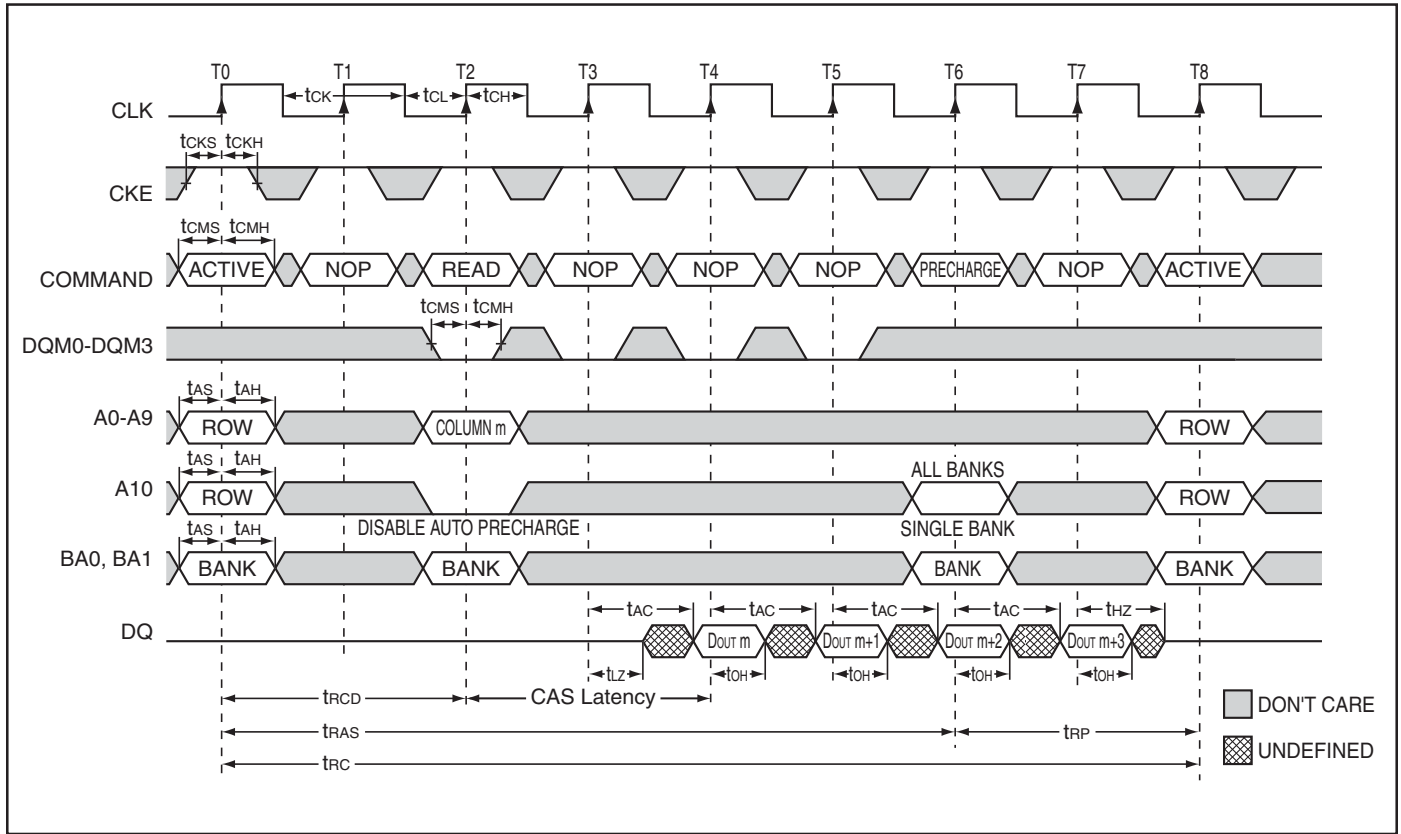 T0 T1 T2 T3 T4 T5 T6 T7 T8
tCK tCL tCH
CLK
tCKS tCKH
CKE
tCMS tCMH
COMMAND ACTIVE NOP READ NOP NOP NOP PRECHARGE NOP ACTIVE
tCMS tCMH
DQM0-DQM3
tAS tAH
A0-A9 ROW COLUMN m ROW
tAS tAH ALL BANKS
A10 ROW ROW
DISABLE AUTO PRECHARGE SINGLE BANK
tAS tAH
BA0, BA1 BANK BANK BANK BANK
tAC tAC tAC tAC tHZ
DQ DOUT m DOUT m+1 DOUT m+2 DOUT m+3
tLZ tOH tOH tOH tOH
tRCD CAS Latency
DON'T CARE
tRAS tRP
UNDEFINED
tRC